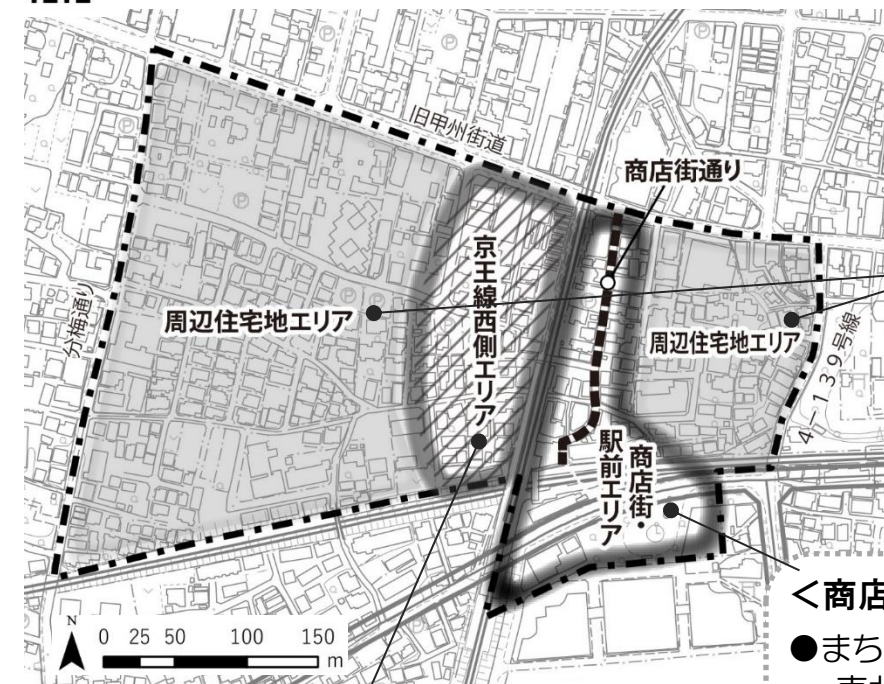 旧甲州街道
商店街通り
京王線西側エリア
周辺住宅地エリア
分梅通り
周辺住宅地エリア
4-139号線
商店街・
駅前エリア
N
0 25 50 100 150
m
＜商店
●まち